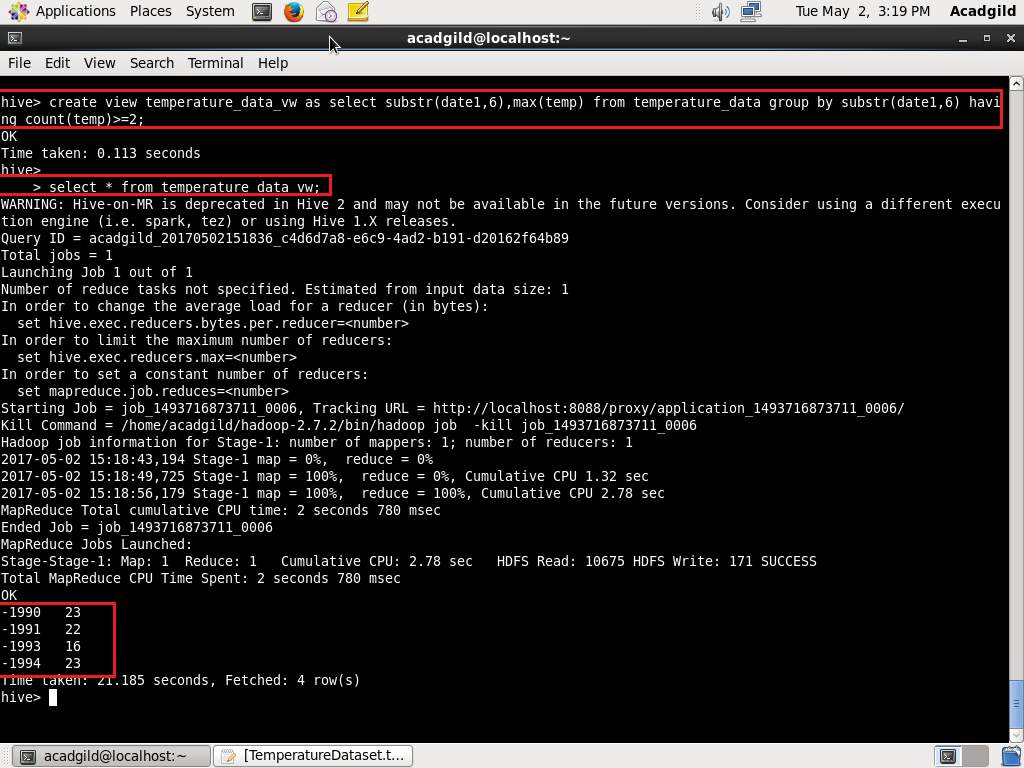 Applications Places System Tue May 2, 3:19 PM Acadgild
acadgild@localhost:~
File Edit View Search Terminal Help
hive> create view temperature_data_vw as select substr(date1,6),max(temp) from temperature_data group by substr(date1,6) havi
ng count(temp)>=2;
OK
Time taken: 0.113 seconds
hive>
    > select * from temperature_data_vw;
WARNING: Hive-on-MR is deprecated in Hive 2 and may not be available in the future versions. Consider using a different execu
tion engine (i.e. spark, tez) or using Hive 1.X releases.
Query ID = acadgild_20170502151836_c4d6d7a8-e6c9-4ad2-b191-d20162f64b89
Total jobs = 1
Launching Job 1 out of 1
Number of reduce tasks not specified. Estimated from input data size: 1
In order to change the average load for a reducer (in bytes):
  set hive.exec.reducers.bytes.per.reducer=<number>
In order to limit the maximum number of reducers:
  set hive.exec.reducers.max=<number>
In order to set a constant number of reducers:
  set mapreduce.job.reduces=<number>
Starting Job = job_1493716873711_0006, Tracking URL = http://localhost:8088/proxy/application_1493716873711_0006/
Kill Command = /home/acadgild/hadoop-2.7.2/bin/hadoop job  -kill job_1493716873711_0006
Hadoop job information for Stage-1: number of mappers: 1; number of reducers: 1
2017-05-02 15:18:43,194 Stage-1 map = 0%,  reduce = 0%
2017-05-02 15:18:49,725 Stage-1 map = 100%,  reduce = 0%, Cumulative CPU 1.32 sec
2017-05-02 15:18:56,179 Stage-1 map = 100%,  reduce = 100%, Cumulative CPU 2.78 sec
MapReduce Total cumulative CPU time: 2 seconds 780 msec
Ended Job = job_1493716873711_0006
MapReduce Jobs Launched:
Stage-Stage-1: Map: 1  Reduce: 1   Cumulative CPU: 2.78 sec   HDFS Read: 10675 HDFS Write: 171 SUCCESS
Total MapReduce CPU Time Spent: 2 seconds 780 msec
OK
-1990   23
-1991   22
-1993   16
-1994   23
Time taken: 21.185 seconds, Fetched: 4 row(s)
hive>
acadgild@localhost:~ [TemperatureDataset.t...